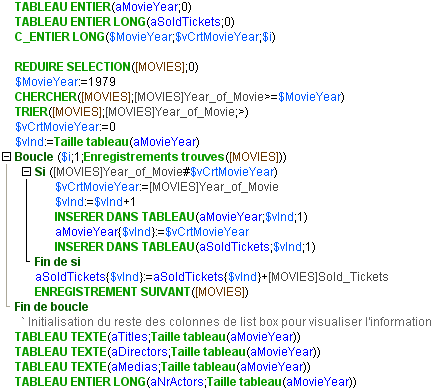 TABLEAU ENTIER(aMovieYear;0)
TABLEAU ENTIER LONG(aSoldTickets;0)
C_ENTIER LONG($MovieYear;$vCrtMovieYear;$i)
REDUIRE SELECTION([MOVIES];0)
$MovieYear:=1979
CHERCHER([MOVIES];[MOVIES]Year_of_Movie>=$MovieYear)
TRIER([MOVIES];[MOVIES]Year_of_Movie;>)
$vCrtMovieYear:=0
$vInd:=Taille tableau(aMovieYear)
Boucle ($i;1;Enregistrements trouves([MOVIES]))
Si ([MOVIES]Year_of_Movie#$vCrtMovieYear)
$vCrtMovieYear:=[MOVIES]Year_of_Movie
$vInd:=$vInd+1
INSERER DANS TABLEAU(aMovieYear;$vInd;1)
aMovieYear{$vInd}:=$vCrtMovieYear
INSERER DANS TABLEAU(aSoldTickets;$vInd;1)
Fin de si
aSoldTickets{$vInd}:=aSoldTickets{$vInd}+[MOVIES]Sold_Tickets
ENREGISTREMENT SUIVANT([MOVIES])
Fin de boucle
` Initialisation du reste des colonnes de list box pour visualiser l'information
TABLEAU TEXTE(aTitles;Taille tableau(aMovieYear))
TABLEAU TEXTE(aDirectors;Taille tableau(aMovieYear))
TABLEAU TEXTE(aMedias;Taille tableau(aMovieYear))
TABLEAU ENTIER LONG(aNrActors;Taille tableau(aMovieYear))